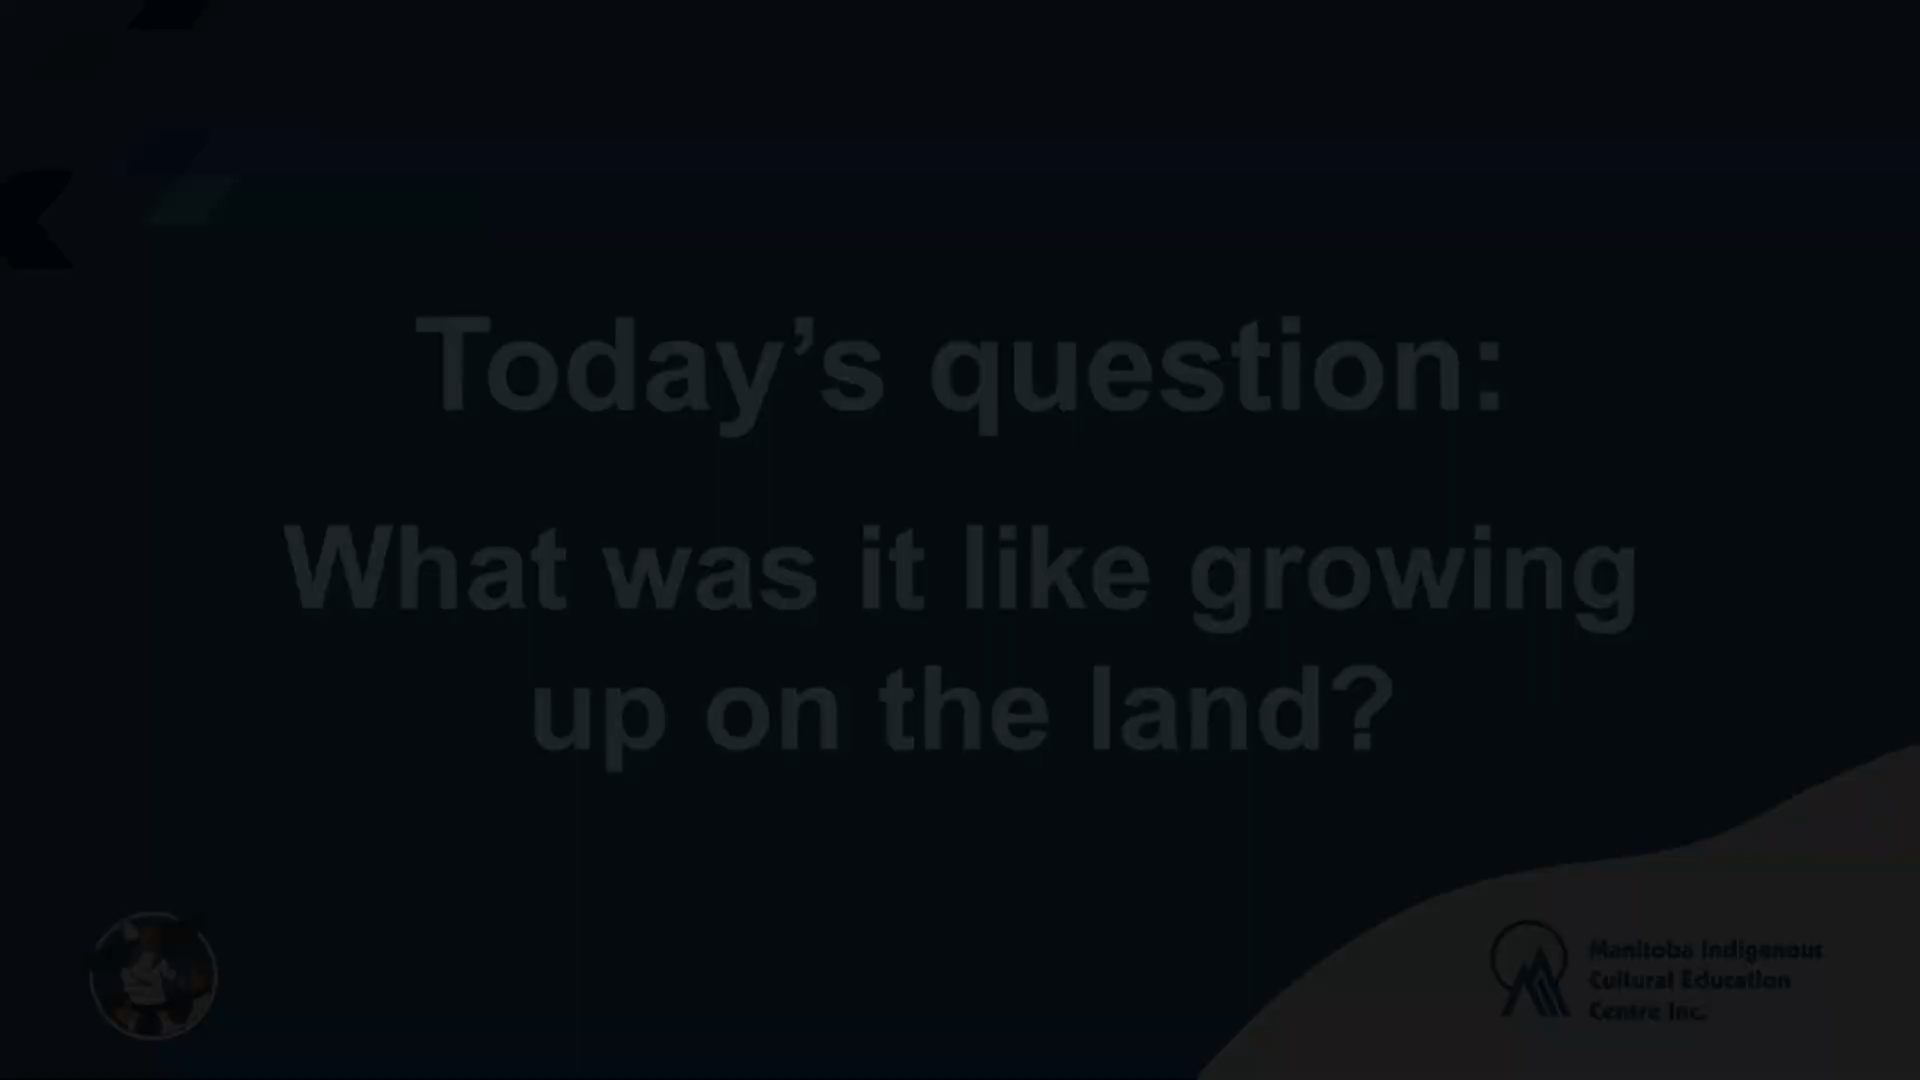 Today’s question:
What was it like growing
up on the land?
Manitoba Indigenous
Cultural Education
Centre Inc.